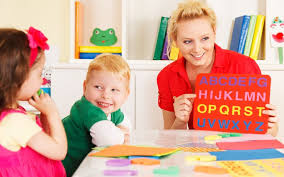 ABCDEFG
HIJKLMN
OPQRST
UVWXYZ